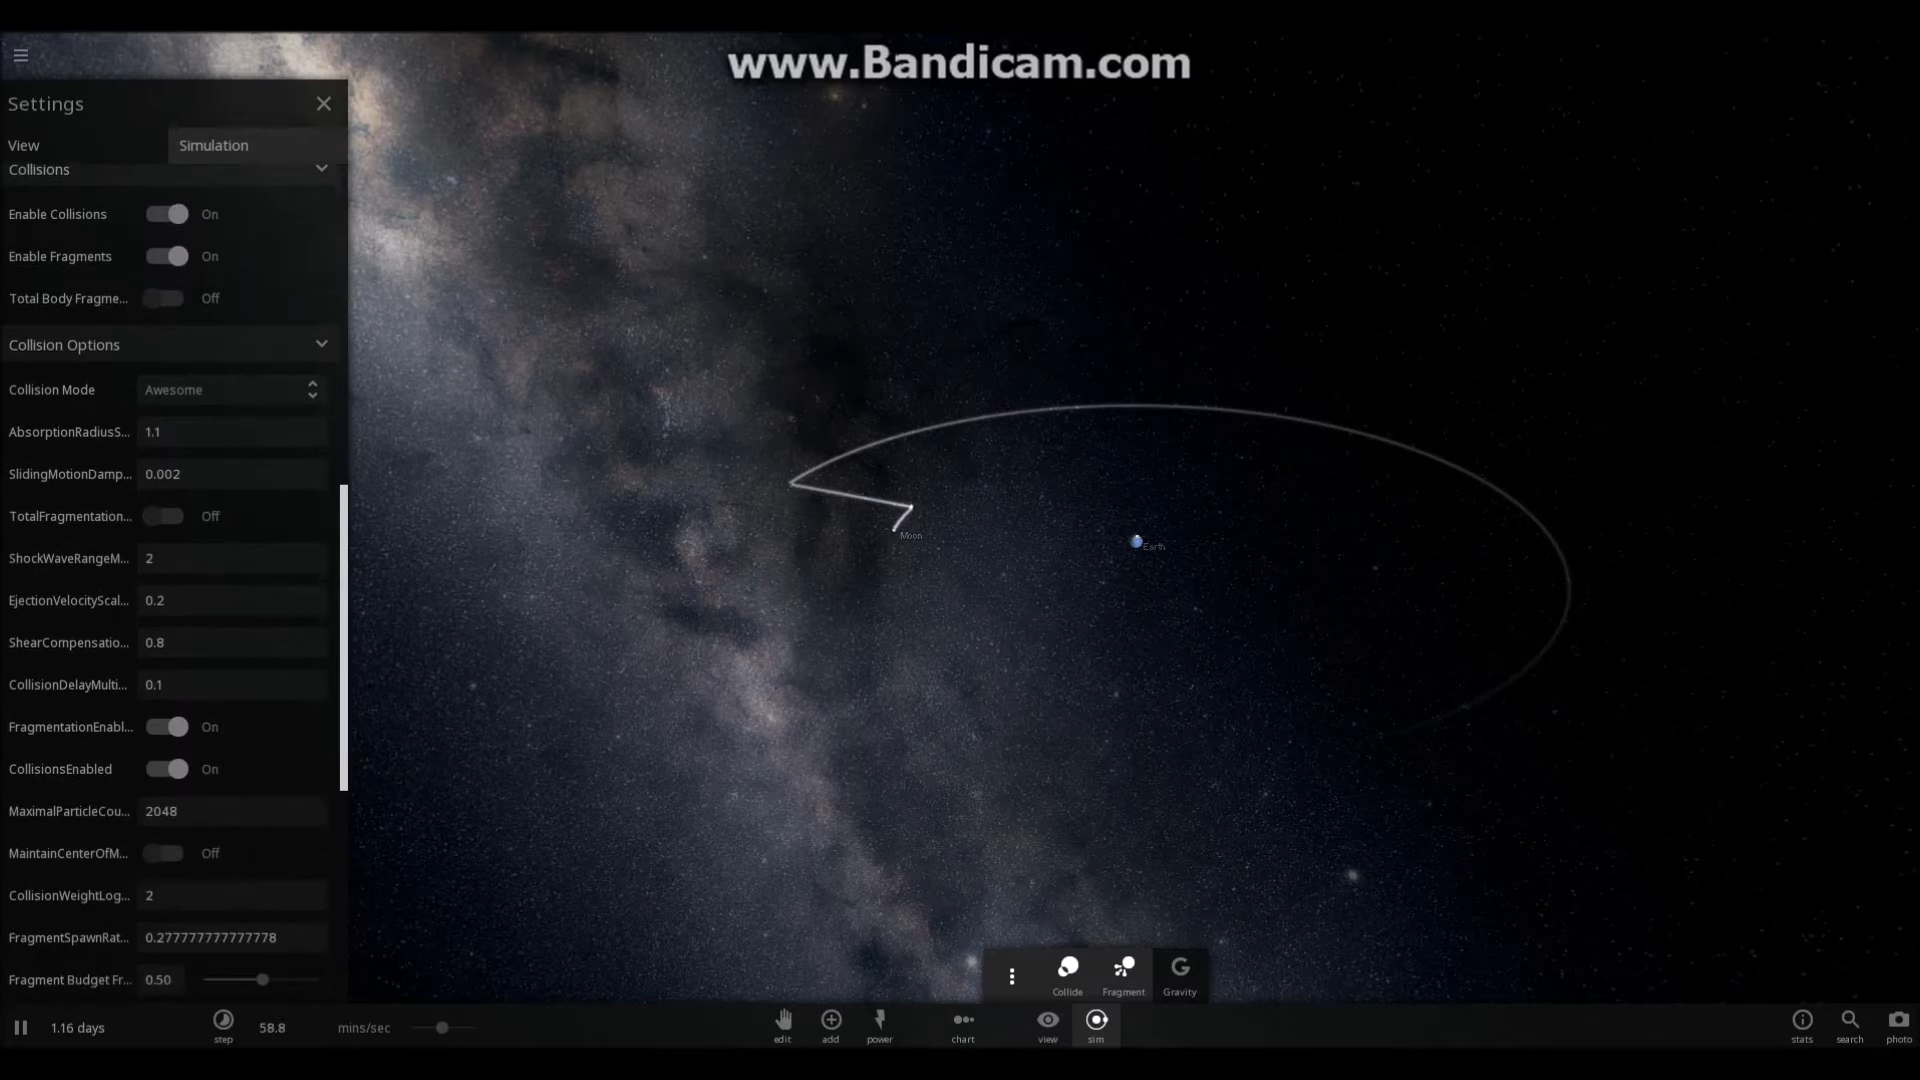 www.Bandicam.com
Settings
View Simulation
Collisions
Enable Collisions On
Enable Fragments On
Total Body Fragme... Off
Collision Options
Collision Mode Awesome
AbsorptionRadiusS... 1.1
SlidingMotionDamp... 0.002
TotalFragmentation... Off
ShockWaveRangeM... 2
EjectionVelocityScal... 0.2
ShearCompensatio... 0.8
CollisionDelayMulti... 0.1
FragmentationEnabl... On
CollisionsEnabled On
MaximalParticleCou... 2048
MaintainCenterOfM... Off
CollisionWeightLog... 2
FragmentSpawnRat... 0.277777777777778
Fragment Budget Fr... 0.50
Moon
Earth
Collide Fragment Gravity
1.16 days step 58.8 mins/sec edit add power chart view sim stats search photo